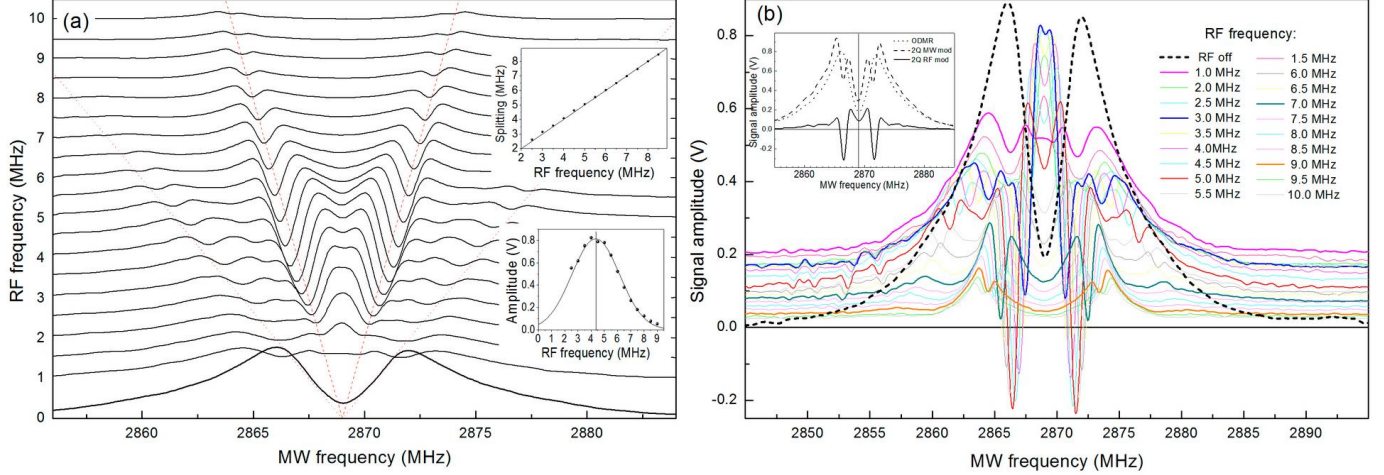 (a)
10
9
8
7
6
5
4
3
2
1
0
RF frequency (MHz)
2860 2865 2870 2875 2880
MW frequency (MHz)
Splitting (MHz)
8
7
6
5
4
3
2
2 3 4 5 6 7 8
RF frequency (MHz)
Amplitude (V)
0.8
0.6
0.4
0.2
0.0
0 1 2 3 4 5 6 7 8 9
RF frequency (MHz)
(b)
0.8
0.6
0.4
0.2
0.0
-0.2
Signal amplitude (V)
2850 2855 2860 2865 2870 2875 2880 2885 2890
MW frequency (MHz)
Signal amplitude (V)
0.8
0.6
0.4
0.2
0.0
-0.2
ODMR
2Q MW mod
2Q RF mod
2860 2871 2882
MW frequency (MHz)
RF frequency:
RF off 1.5 MHz
1.0 MHz 6.0 MHz
2.0 MHz 6.5 MHz
2.5 MHz 7.0 MHz
3.0 MHz 7.5 MHz
3.5 MHz 8.0 MHz
4.0MHz 8.5 MHz
4.5 MHz 9.0 MHz
5.0 MHz 9.5 MHz
5.5 MHz 10.0 MHz